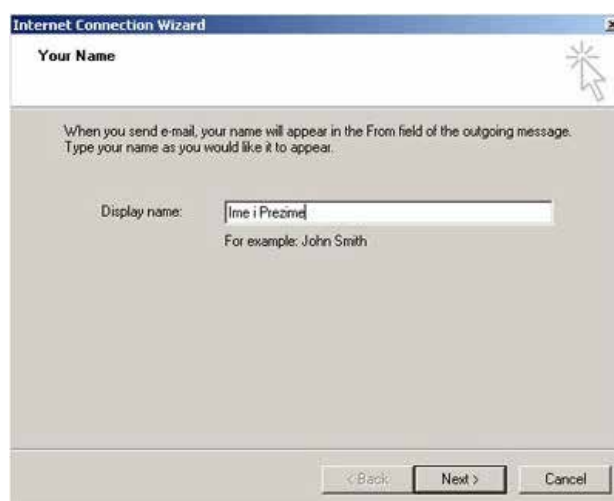 Internet Connection Wizard
Your Name
When you send e-mail, your name will appear in the From field of the outgoing message.
Type your name as you would like it to appear.
Display name:
Ime i Prezime
For example: John Smith
< Back
Next >
Cancel